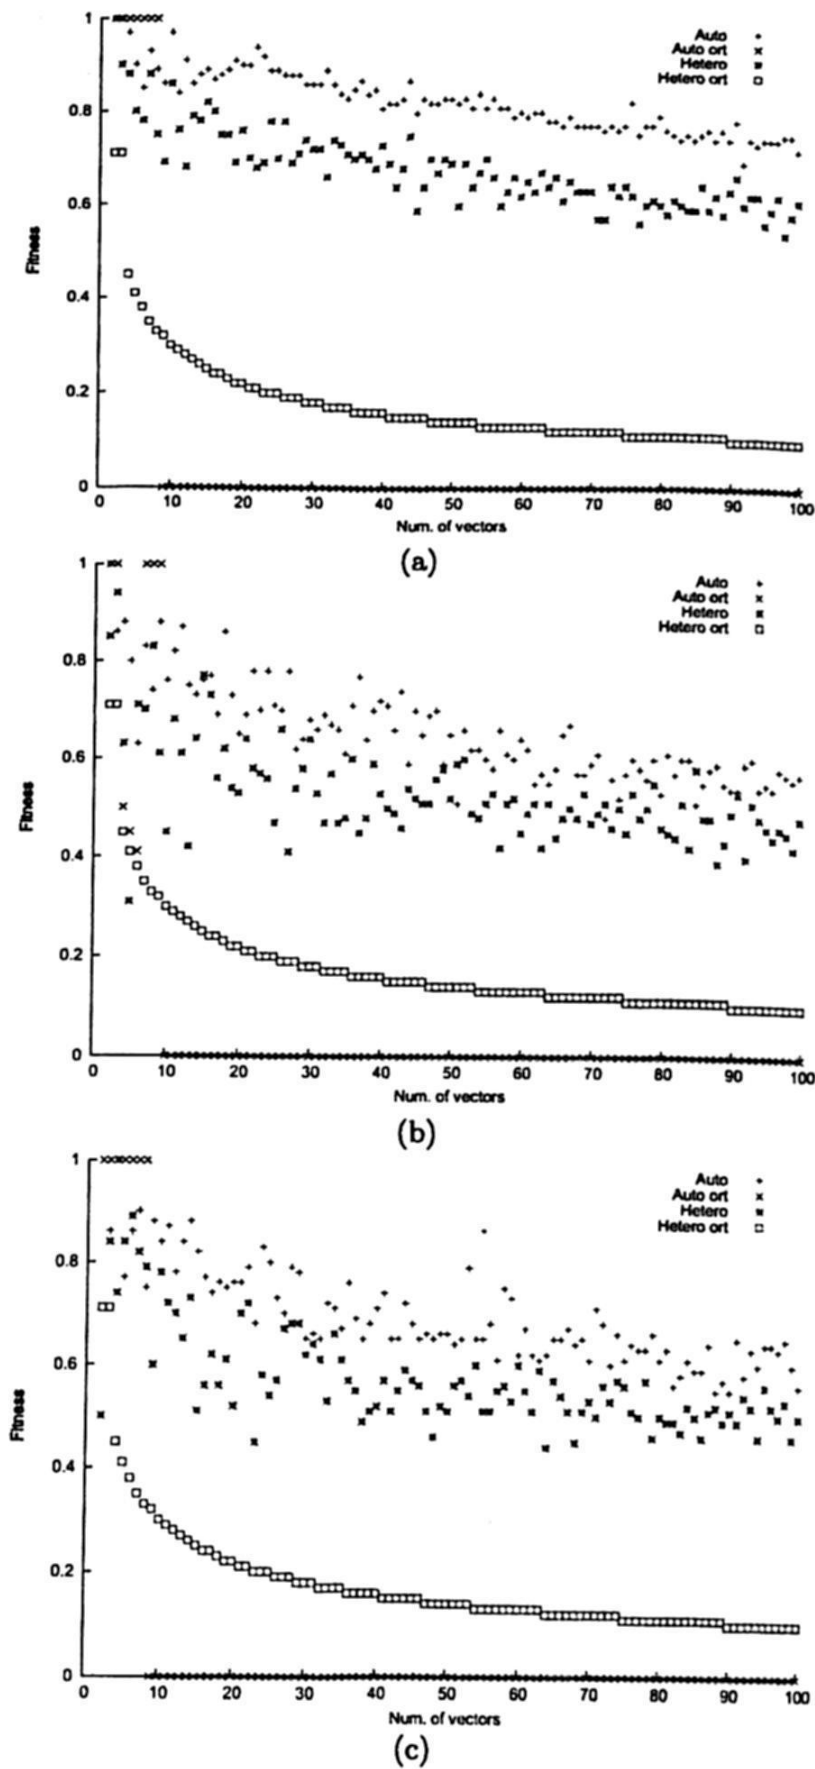 1
0.8
0.6
0.4
0.2
0
Fitness
Auto
Auto ort
Hetero
Hetero ort
0 10 20 30 40 50 60 70 80 90 100
Num. of vectors
(a)
1
0.8
0.6
0.4
0.2
0
Fitness
Auto
Auto ort
Hetero
Hetero ort
0 10 20 30 40 50 60 70 80 90 100
Num. of vectors
(b)
1
0.8
0.6
0.4
0.2
0
Fitness
Auto
Auto ort
Hetero
Hetero ort
0 10 20 30 40 50 60 70 80 90 100
Num. of vectors
(c)